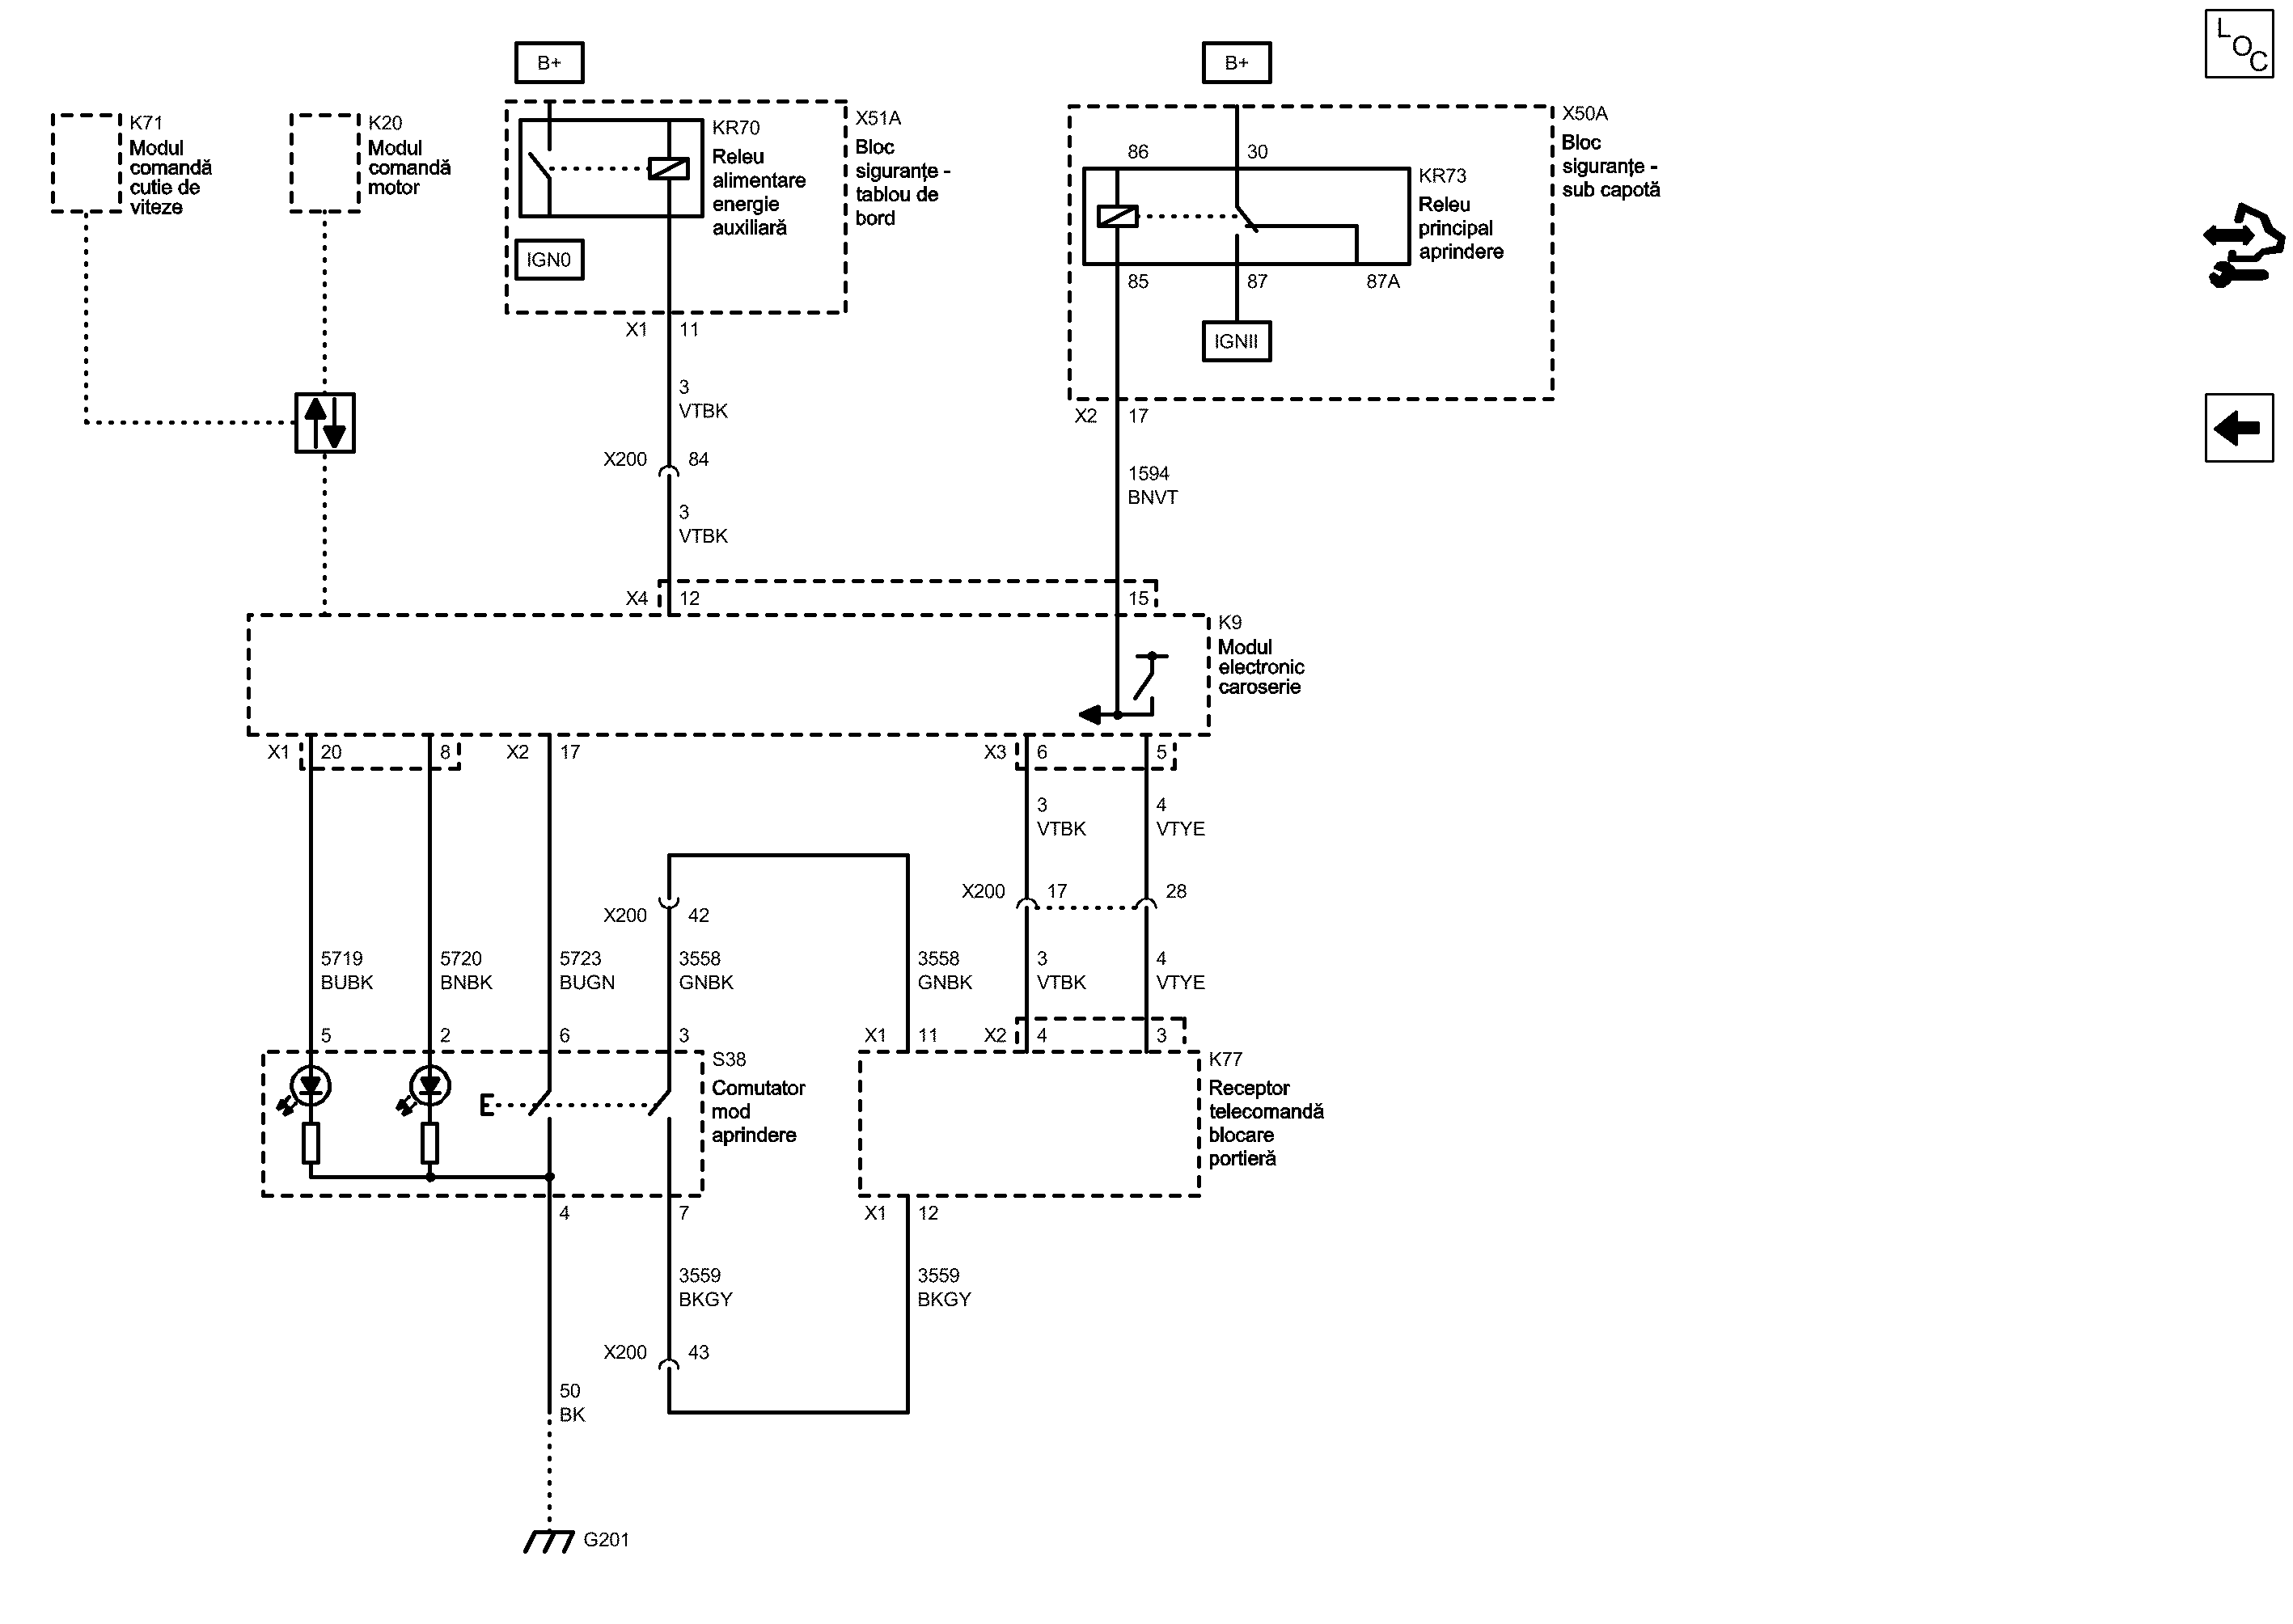 L
O
C
B+
B+
K71
Modul
comandă
cutie de
viteze
K20
Modul
comandă
motor
KR70
Releu
alimentare
energie
auxiliară
IGN0
X51A
Bloc
siguranțe -
tablou de
bord
X50A
Bloc
siguranțe -
sub capotă
86
30
KR73
Releu
principal
aprindere
85
87
87A
IGNII
X1
11
3
VTBK
X2
17
X200
84
1594
BNVT
3
VTBK
X4
12
15
K9
Modul
electronic
caroserie
X1
20
8
X2
17
X3
6
5
3
VTBK
4
VTYE
X200
17
28
X200
42
5719
BUBK
5720
BNBK
5723
BUGN
3558
GNBK
3558
GNBK
3
VTBK
4
VTYE
5
2
6
3
X1
11
X2
4
3
S38
Comutator
mod
aprindere
K77
Receptor
telecomandă
blocare
portieră
4
7
X1
12
3559
BKGY
3559
BKGY
X200
43
50
BK
G201